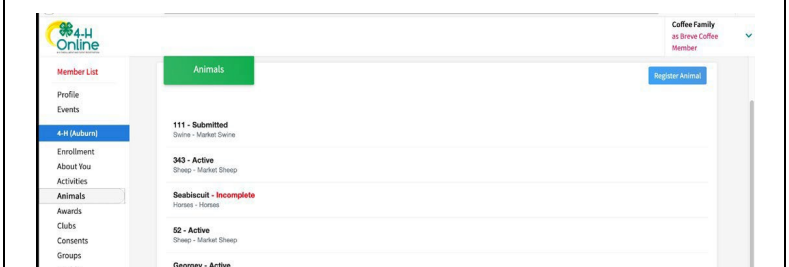 4-H
Online
Coffee Family
as Breve Coffee
Member
Member List
Profile
Events
4-H (Auburn)
Enrollment
About You
Activities
Animals
Awards
Clubs
Consents
Groups
Animals
Register Animal
111 - Submitted
Swine - Market Swine
343 - Active
Sheep - Market Sheep
Seabiscuit - Incomplete
Horses - Horses
52 - Active
Sheep - Market Sheep
Georgey - Active